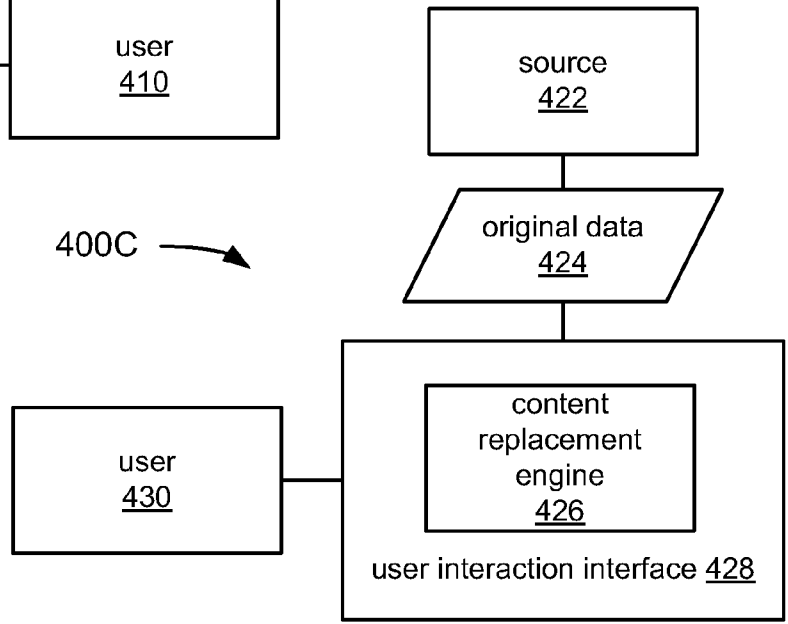 user
410
source
422
original data
424
400C
content
replacement
engine
426
user interaction interface 428
user
430